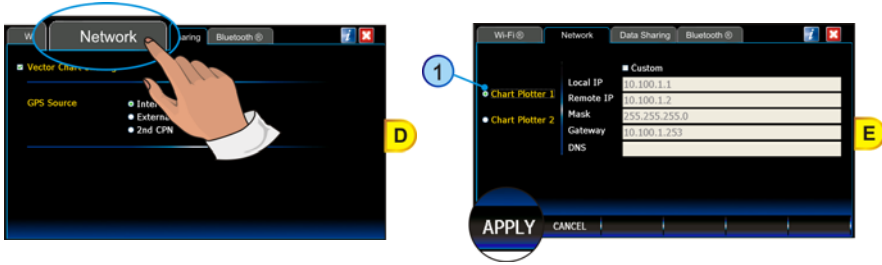 Network
W
aring
Bluetooth ®
Vector Chart
GPS Source
Inter
Externa
2nd CPN
D
Wi-Fi® Network Data Sharing Bluetooth ®
1
Custom
Chart Plotter 1
Chart Plotter 2
Local IP 10.100.1.1
Remote IP 10.100.1.2
Mask 255.255.255.0
Gateway 10.100.1.253
DNS
E
APPLY CANCEL